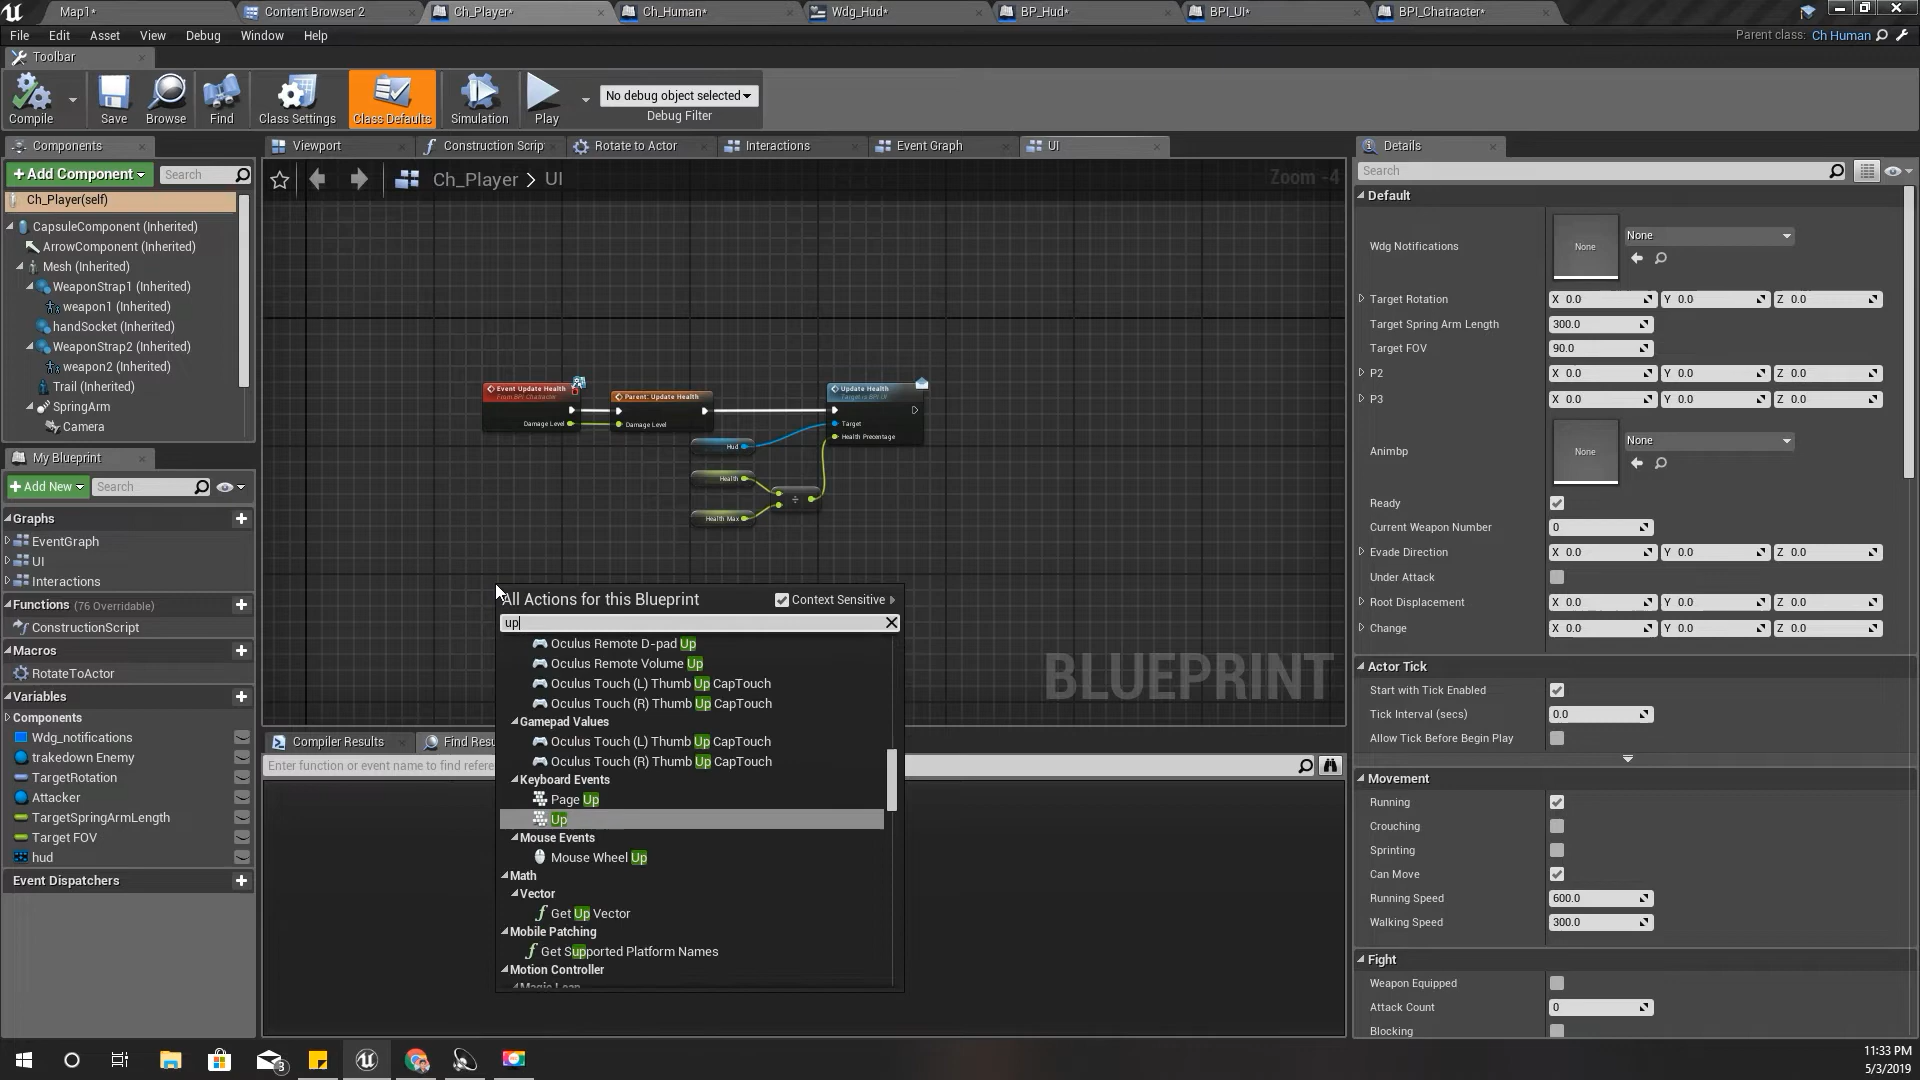 Map1*
Content Browser 2
Ch_Player*
Ch_Human*
Wdg_Hud*
BP_Hud*
BPI_UI*
BPI_Chatracter*
File Edit Asset View Debug Window Help
Parent class: Ch Human
Toolbar
Compile
Save
Browse
Find
Class Settings
Class Defaults
Simulation
Play
No debug object selected
Debug Filter
Components
+Add Component
Search
Ch_Player(self)
CapsuleComponent (Inherited)
ArrowComponent (Inherited)
Mesh (Inherited)
WeaponStrap1 (Inherited)
weapon1 (Inherited)
handSocket (Inherited)
WeaponStrap2 (Inherited)
weapon2 (Inherited)
Trail (Inherited)
SpringArm
Camera
My Blueprint
+Add New
Search
Graphs
EventGraph
UI
Interactions
Functions (76 Overridable)
ConstructionScript
Macros
RotateToActor
Variables
Components
Wdg_notifications
trakedown Enemy
TargetRotation
Attacker
TargetSpringArmLength
Target FOV
hud
Event Dispatchers
Viewport
Construction Scrip
Rotate to Actor
Interactions
Event Graph
UI
Ch_Player > UI
Zoom -4
Event Update Health
From BPI Chatracter
Damage Level
Parent: Update Health
Damage Level
Update Health
Target is BPI UI
Target
Health Precentage
Hud
Health
Health Max
÷
BLUEPRINT
All Actions for this Blueprint
Context Sensitive
up
Oculus Remote D-pad Up
Oculus Remote Volume Up
Oculus Touch (L) Thumb Up CapTouch
Oculus Touch (R) Thumb Up CapTouch
Gamepad Values
Oculus Touch (L) Thumb Up CapTouch
Oculus Touch (R) Thumb Up CapTouch
Keyboard Events
Page Up
Up
Mouse Events
Mouse Wheel Up
Math
Vector
Get Up Vector
Mobile Patching
Get Supported Platform Names
Motion Controller
Magic Leap
Compiler Results
Find Resu
Enter function or event name to find refere
Details
Search
Default
Wdg Notifications
None
None
Target Rotation
X 0.0 Y 0.0 Z 0.0
Target Spring Arm Length
300.0
Target FOV
90.0
P2
X 0.0 Y 0.0 Z 0.0
P3
X 0.0 Y 0.0 Z 0.0
Animbp
None
None
Ready
Current Weapon Number
0
Evade Direction
X 0.0 Y 0.0 Z 0.0
Under Attack
Root Displacement
X 0.0 Y 0.0 Z 0.0
Change
X 0.0 Y 0.0 Z 0.0
Actor Tick
Start with Tick Enabled
Tick Interval (secs)
0.0
Allow Tick Before Begin Play
Movement
Running
Crouching
Sprinting
Can Move
Running Speed
600.0
Walking Speed
300.0
Fight
Weapon Equipped
Attack Count
0
Blocking
3
11:33 PM
5/3/2019